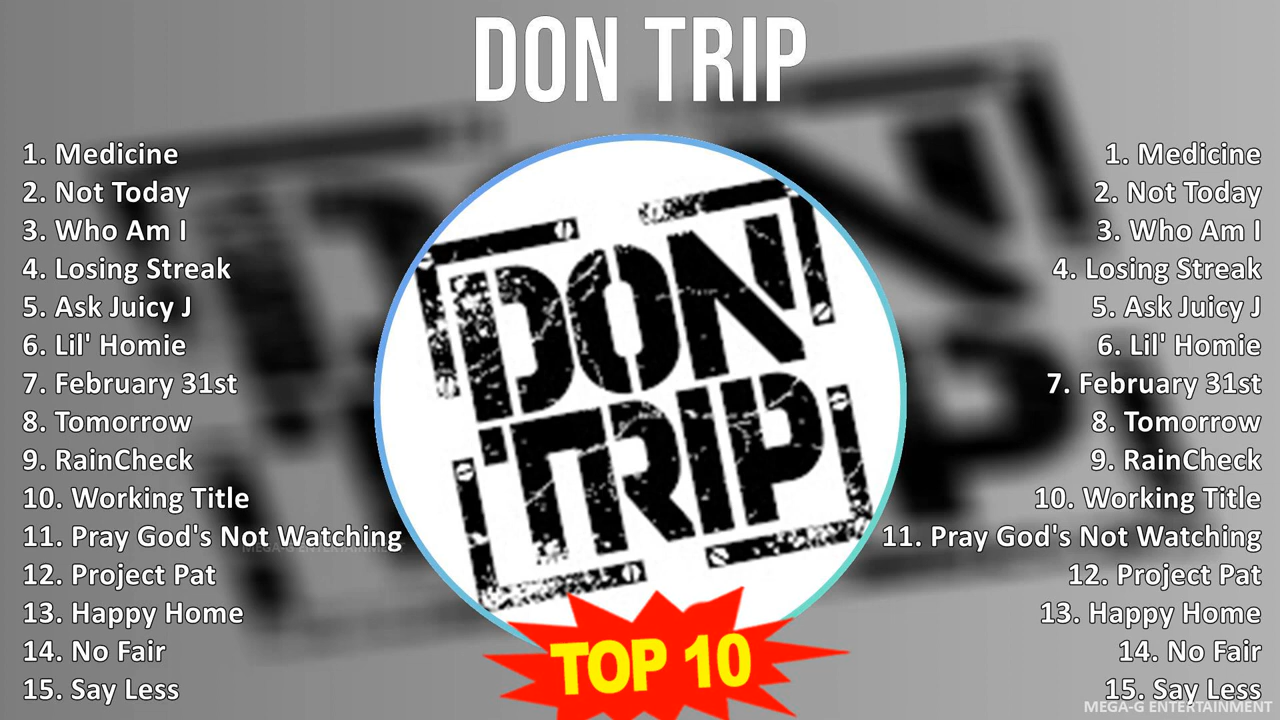 DON TRIP
1. Medicine
2. Not Today
3. Who Am I
4. Losing Streak
5. Ask Juicy J
6. Lil' Homie
7. February 31st
8. Tomorrow
9. RainCheck
10. Working Title
11. Pray God's Not Watching
12. Project Pat
13. Happy Home
14. No Fair
15. Say Less
MEGA-G ENTERTAINMENT
DON
TRIP
TOP 10
1. Medicine
2. Not Today
3. Who Am I
4. Losing Streak
5. Ask Juicy J
6. Lil' Homie
7. February 31st
8. Tomorrow
9. RainCheck
10. Working Title
11. Pray God's Not Watching
12. Project Pat
13. Happy Home
14. No Fair
15. Say Less
MEGA-G ENTERTAINMENT